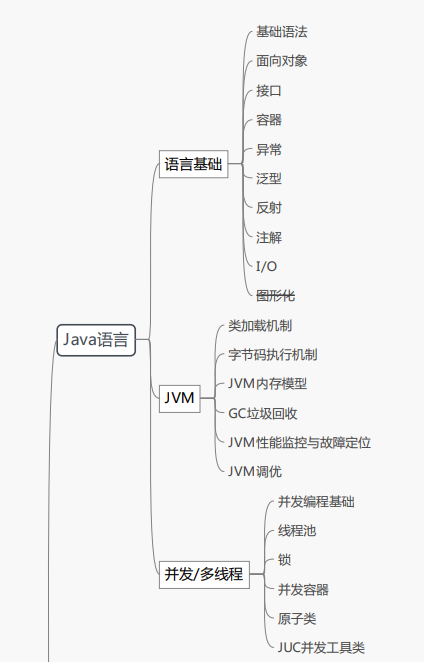 Java语言
语言基础
基础语法
面向对象
接口
容器
异常
泛型
反射
注解
I/O
图形化
JVM
类加载机制
字节码执行机制
JVM内存模型
GC垃圾回收
JVM性能监控与故障定位
JVM调优
并发/多线程
并发编程基础
线程池
锁
并发容器
原子类
JUC并发工具类